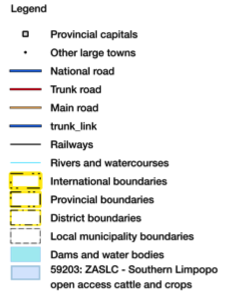 Legend
Provincial capitals
Other large towns
National road
Trunk road
Main road
trunk_link
Railways
Rivers and watercourses
International boundaries
Provincial boundaries
District boundaries
Local municipality boundaries
Dams and water bodies
59203: ZASLC - Southern Limpopo
open access cattle and crops